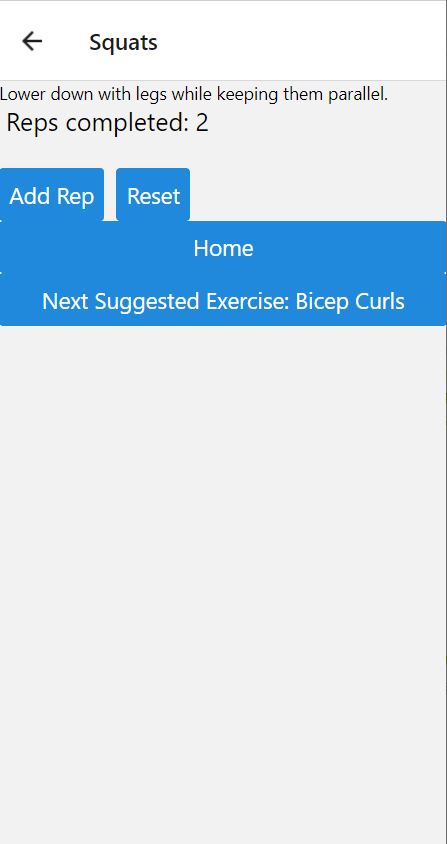 Squats
Lower down with legs while keeping them parallel.
Reps completed: 2
Add Rep Reset
Home
Next Suggested Exercise: Bicep Curls